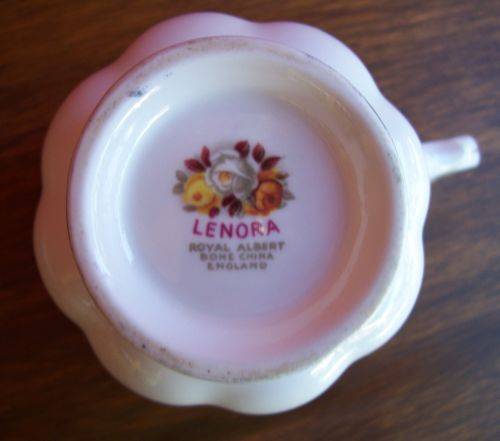 LENORA
ROYAL ALBERT
BONE CHINA
ENGLAND